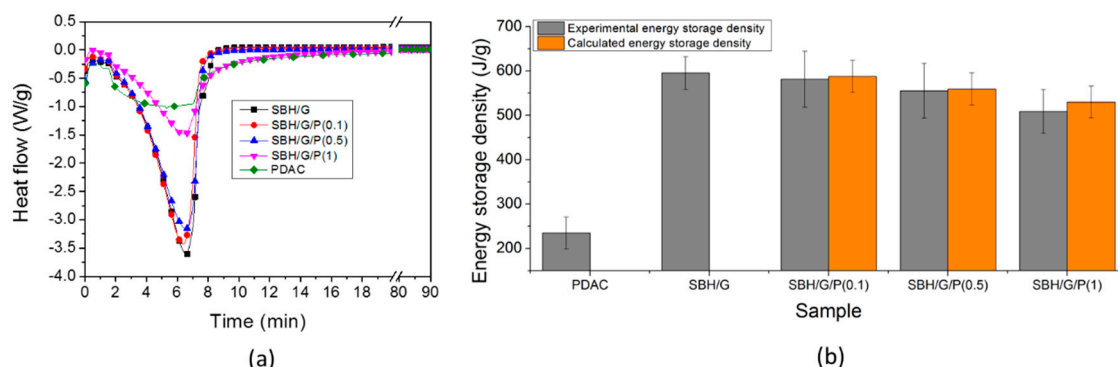 (a)
0.5
0.0
-0.5
-1.0
-1.5
-2.0
-2.5
-3.0
-3.5
-4.0
Heat flow (W/g)
SBH/G
SBH/G/P(0.1)
SBH/G/P(0.5)
SBH/G/P(1)
PDAC
0 2 4 6 8 10 12 14 16 18 80 90
Time (min)
(a)
700
600
500
400
300
200
Energy storage density (J/g)
Experimental energy storage density
Calculated energy storage density
PDAC SBH/G SBH/G/P(0.1) SBH/G/P(0.5) SBH/G/P(1)
Sample
(b)